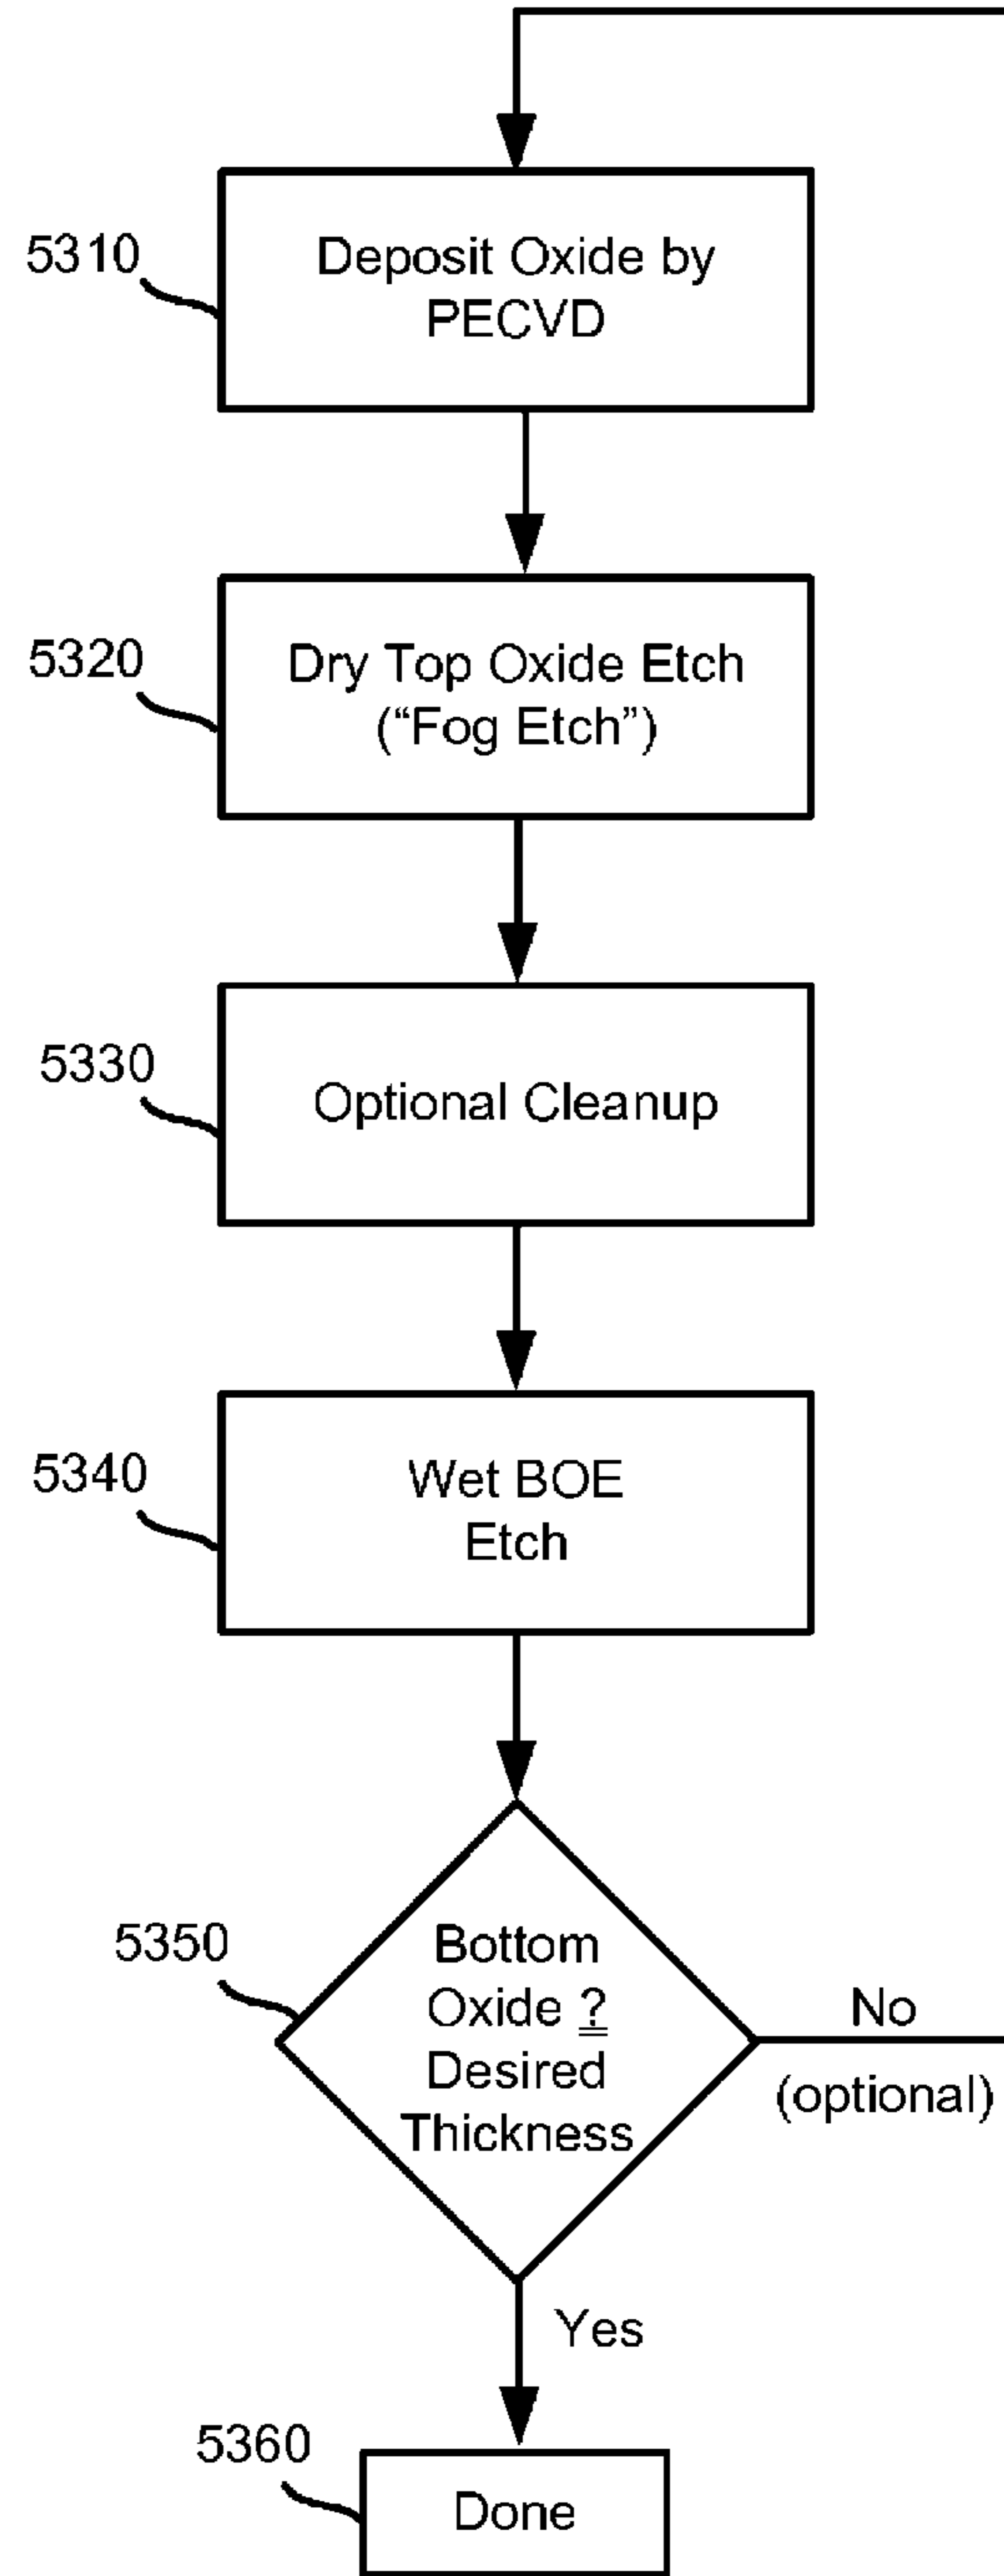 5310
Deposit Oxide by
PECVD
5320
Dry Top Oxide Etch
(“Fog Etch”)
5330
Optional Cleanup
5340
Wet BOE
Etch
5350
Bottom
Oxide ?
Desired
Thickness
No
(optional)
Yes
5360
Done